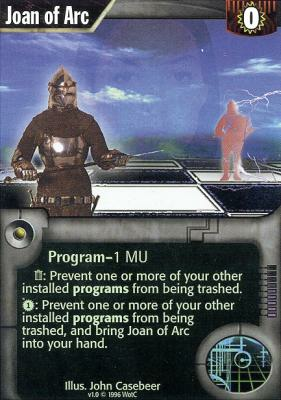 Joan of Arc
0
Program–1 MU
: Prevent one or more of your other
installed programs from being trashed.
1: Prevent one or more of your other
installed programs from being
trashed, and bring Joan of Arc
into your hand.
Illus. John Casebeer
v1.0 © 1996 WotC